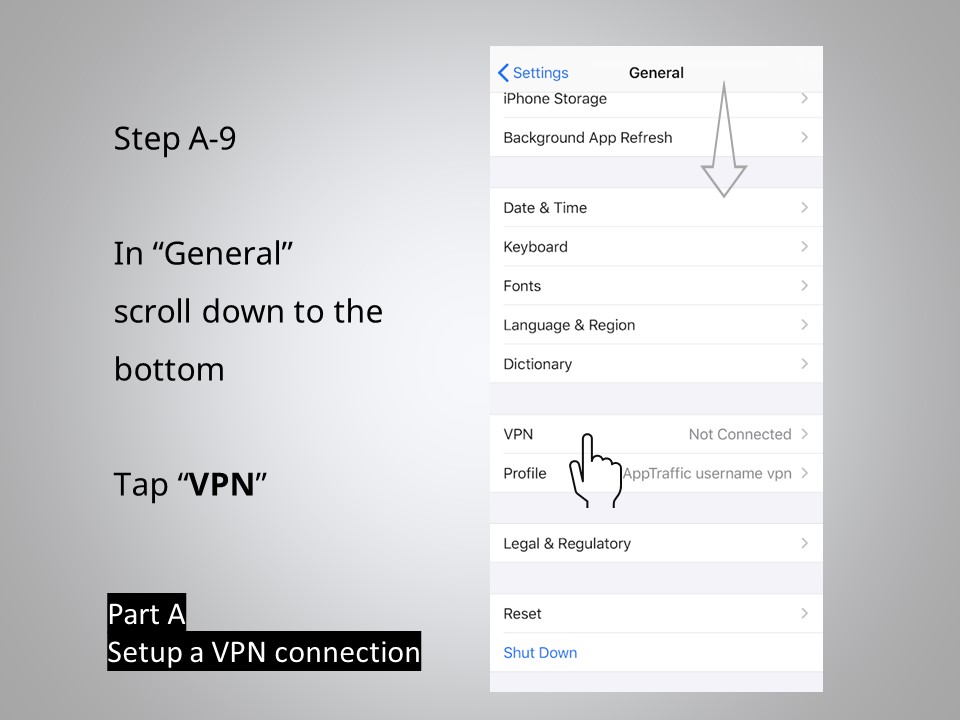 Step A-9
In “General”
scroll down to the
bottom
Tap “VPN”
Part A
Setup a VPN connection
Settings
General
iPhone Storage
Background App Refresh
Date & Time
Keyboard
Fonts
Language & Region
Dictionary
VPN Not Connected
Profile AppTraffic username vpn
Legal & Regulatory
Reset
Shut Down